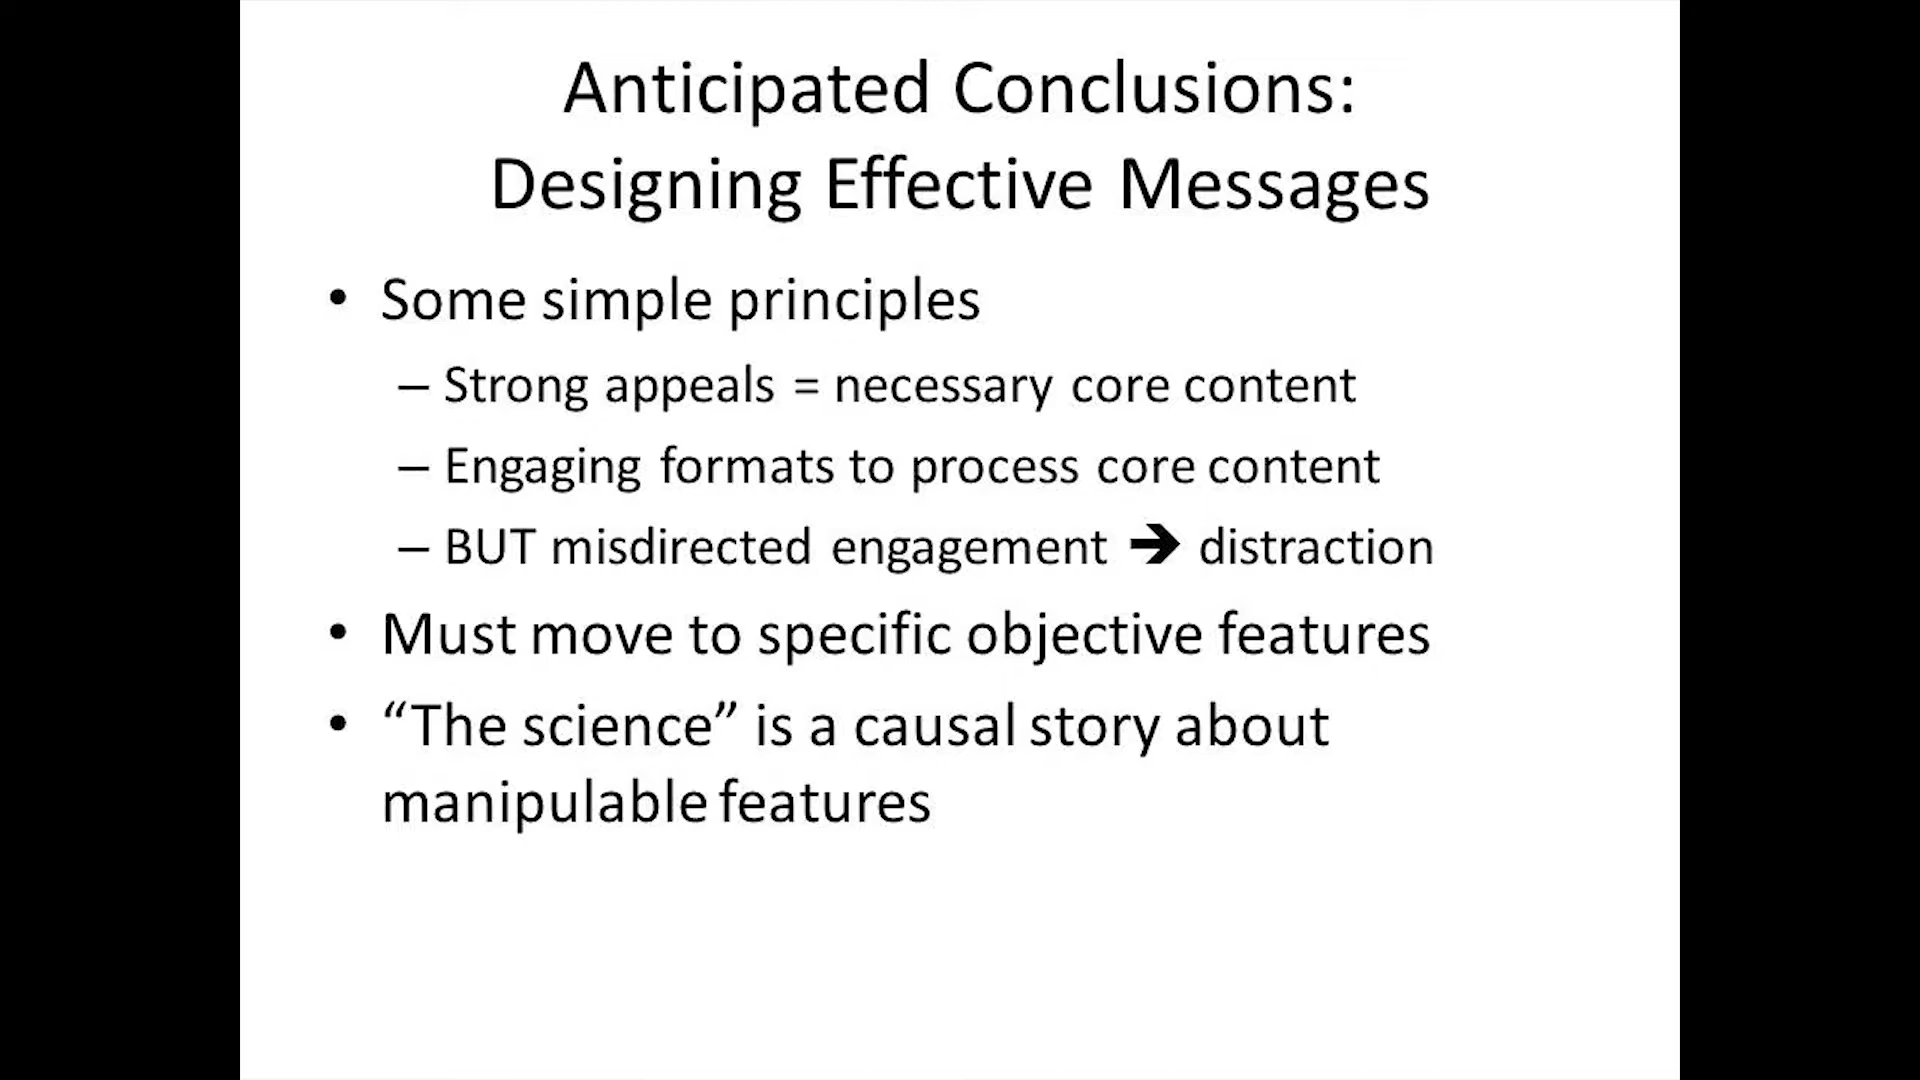 Anticipated Conclusions:
Designing Effective Messages
• Some simple principles
– Strong appeals = necessary core content
– Engaging formats to process core content
– BUT misdirected engagement ➔ distraction
• Must move to specific objective features
• “The science” is a causal story about
manipulable features